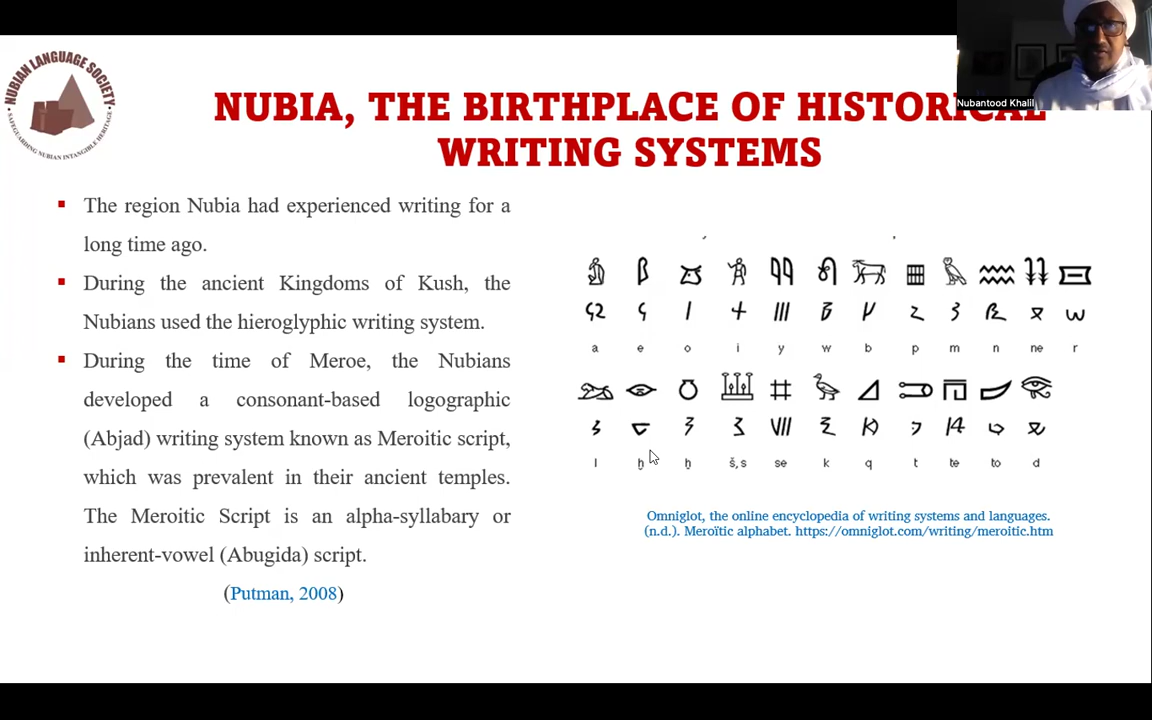 NUBIAN LANGUAGE SOCIETY
SAFEGUARDING NUBIAN INTANGIBLE HERITAGE
Nubantood Khalil
NUBIA, THE BIRTHPLACE OF HISTORICAL
WRITING SYSTEMS
▪ The region Nubia had experienced writing for a
long time ago.
▪ During the ancient Kingdoms of Kush, the
Nubians used the hieroglyphic writing system.
▪ During the time of Meroe, the Nubians
developed a consonant-based logographic
(Abjad) writing system known as Meroitic script,
which was prevalent in their ancient temples.
The Meroitic Script is an alpha-syllabary or
inherent-vowel (Abugida) script.
(Putman, 2008)
a e o i y w b p m n ne r
l ḫ ẖ š,s se k q t te to d
Omniglot, the online encyclopedia of writing systems and languages.
(n.d.). Meroïtic alphabet. https://omniglot.com/writing/meroitic.htm